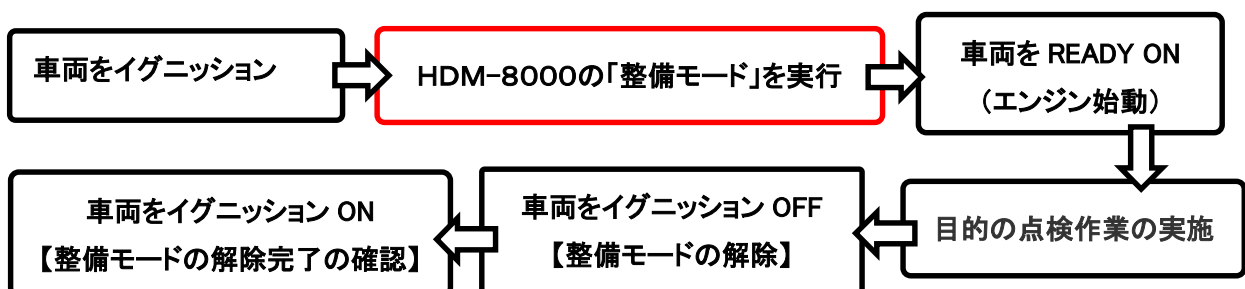 車両をイグニッション
HDM-8000の「整備モード」を実行
車両を READY ON
（エンジン始動）
目的の点検作業の実施
車両をイグニッション OFF
【整備モードの解除】
車両をイグニッション ON
【整備モードの解除完了の確認】